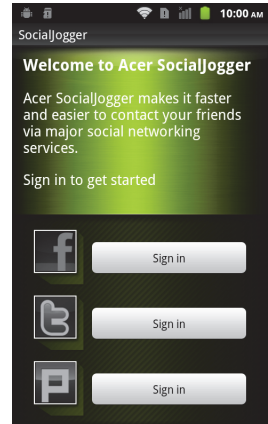 10:00 AM
SocialJogger
Welcome to Acer SocialJogger
Acer SocialJogger makes it faster
and easier to contact your friends
via major social networking
services.
Sign in to get started
f
Sign in
t
Sign in
P
Sign in